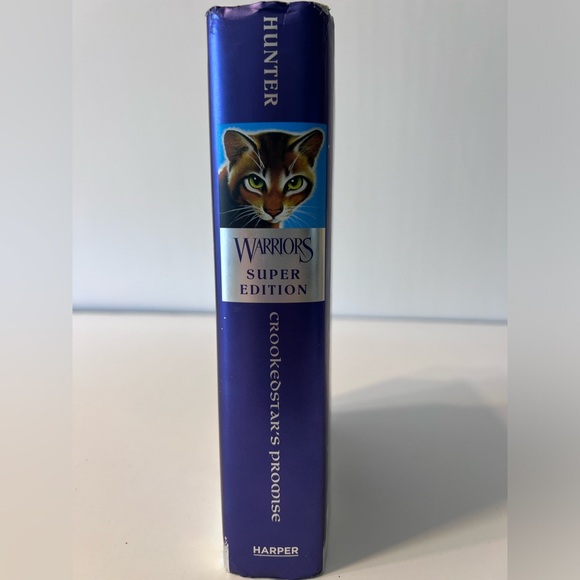 HUNTER
WARRIORS
SUPER
EDITION
CROOKEDSTAR'S PROMISE
HARPER